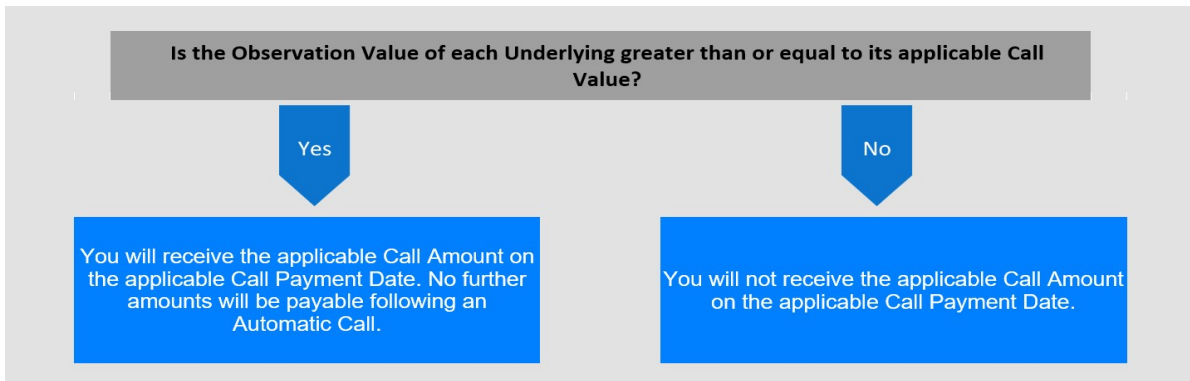 Is the Observation Value of each Underlying greater than or equal to its applicable Call
Value?
Yes
No
You will receive the applicable Call Amount on
the applicable Call Payment Date. No further
amounts will be payable following an
Automatic Call.
You will not receive the applicable Call Amount
on the applicable Call Payment Date.